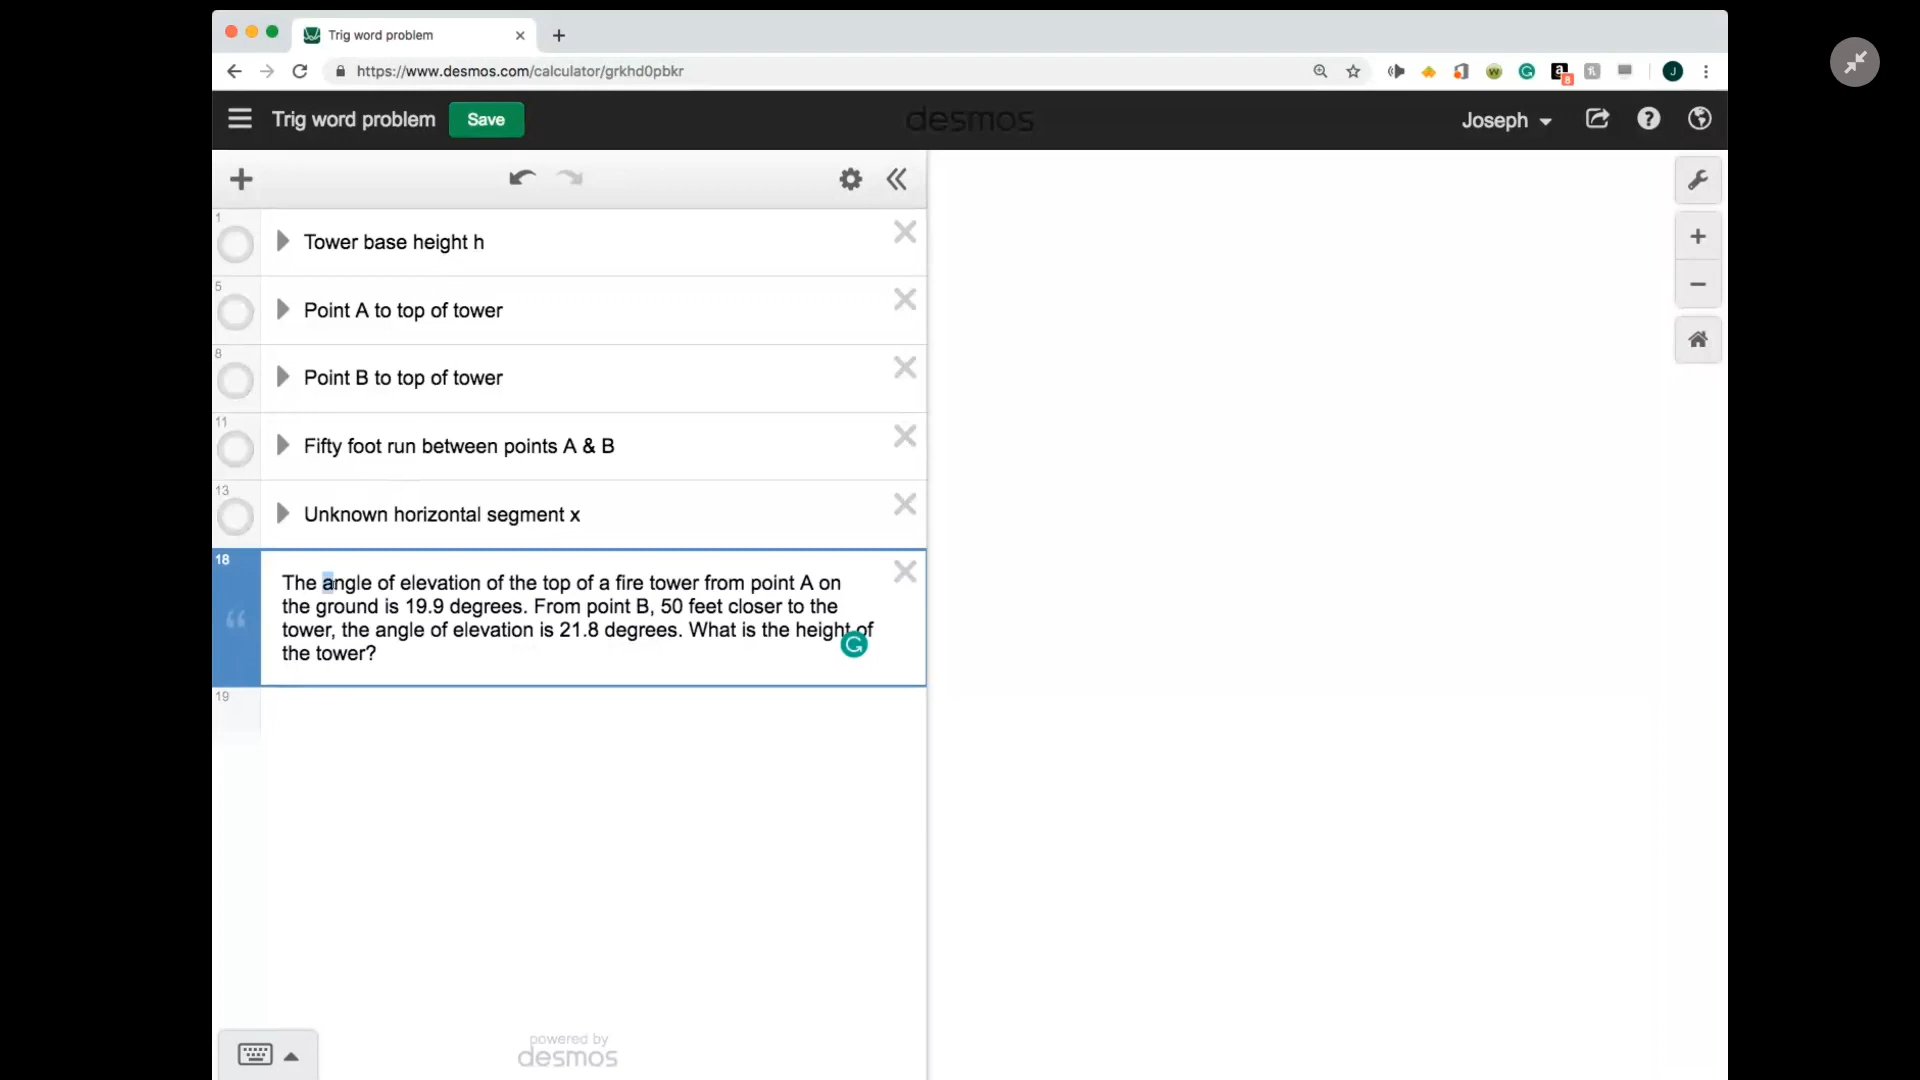 Trig word problem
https://www.desmos.com/calculator/grkhd0pbkr
J
Trig word problem
Save
desmos
Joseph
1
Tower base height h
5
Point A to top of tower
8
Point B to top of tower
11
Fifty foot run between points A & B
13
Unknown horizontal segment x
18
The angle of elevation of the top of a fire tower from point A on
the ground is 19.9 degrees. From point B, 50 feet closer to the
tower, the angle of elevation is 21.8 degrees. What is the height of
the tower?
19
powered by
desmos